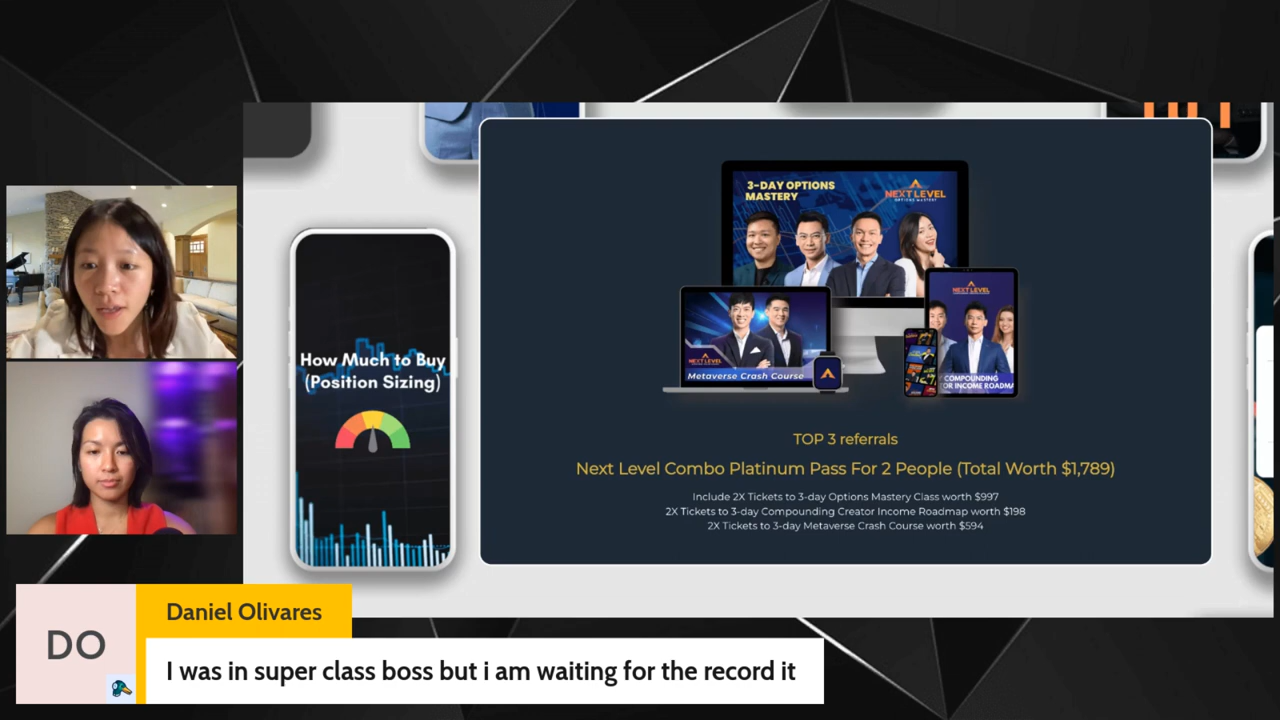 3-DAY OPTIONS
MASTERY
NEXT LEVEL
OPTIONS MASTERY
NEXT LEVEL
Metaverse Crash Course
NEXT LEVEL
COMPOUNDING
OR INCOME ROADMA
How Much to Buy
(Position Sizing)
TOP 3 referrals
Next Level Combo Platinum Pass For 2 People (Total Worth $1,789)
Include 2X Tickets to 3-day Options Mastery Class worth $997
2X Tickets to 3-day Compounding Creator Income Roadmap worth $198
2X Tickets to 3-day Metaverse Crash Course worth $594
DO
Daniel Olivares
I was in super class boss but i am waiting for the record it